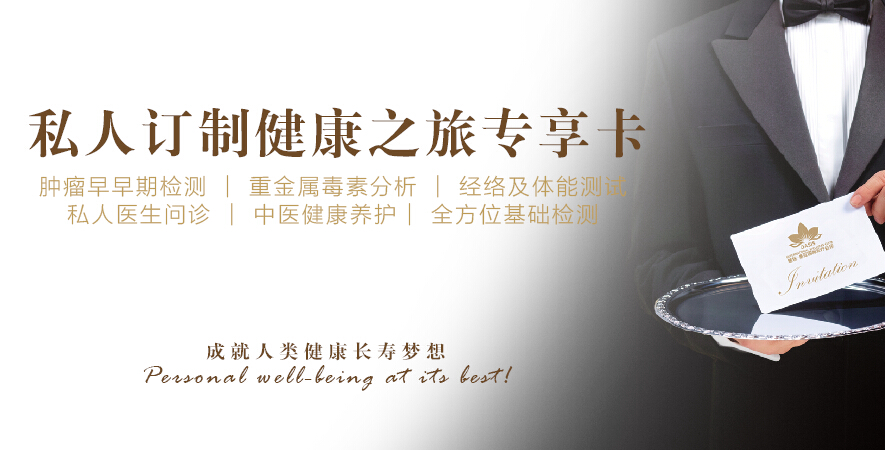 私人订制健康之旅专享卡
肿瘤早早期检测 | 重金属毒素分析 | 经络及体能测试
私人医生问诊 | 中医健康养护 | 全方位基础检测
Invitation
成就人类健康长寿梦想
Personal well-being at its best!